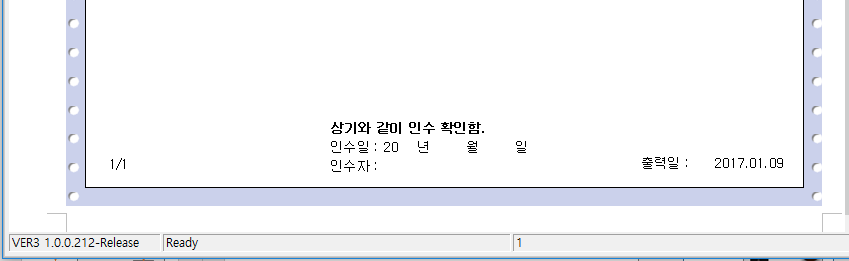 상기와 같이 인수 확인함.
인수일 : 20 년 월 일
인수자 :
1/1
출력일 : 2017.01.09
VER3 1.0.0.212-Release Ready 1